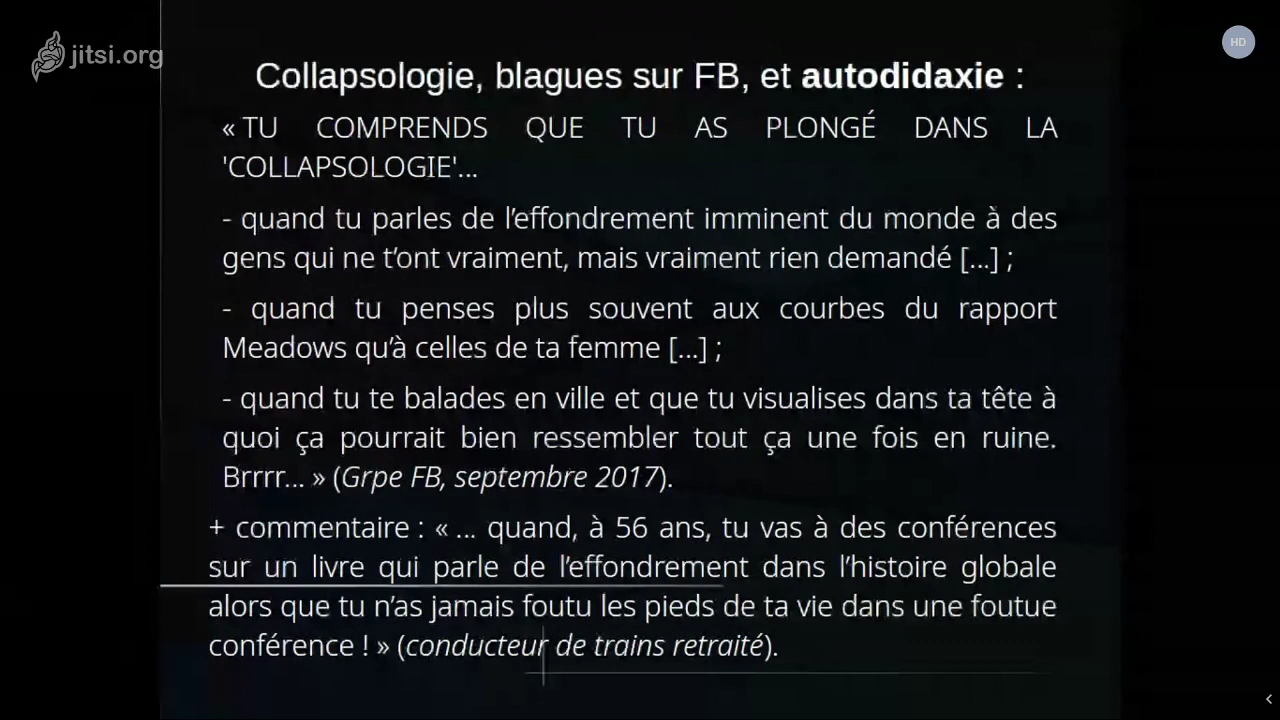 jitsi.org
HD
Collapsologie, blagues sur FB, et autodidaxie :
« TU COMPRENDS QUE TU AS PLONGÉ DANS LA
'COLLAPSOLOGIE'...
- quand tu parles de l'effondrement imminent du monde à des
gens qui ne t'ont vraiment, mais vraiment rien demandé [...] ;
- quand tu penses plus souvent aux courbes du rapport
Meadows qu'à celles de ta femme [...] ;
- quand tu te balades en ville et que tu visualises dans ta tête à
quoi ça pourrait bien ressembler tout ça une fois en ruine.
Brrrr... » (Grpe FB, septembre 2017).
+ commentaire : « ... quand, à 56 ans, tu vas à des conférences
sur un livre qui parle de l'effondrement dans l'histoire globale
alors que tu n'as jamais foutu les pieds de ta vie dans une foutue
conférence ! » (conducteur de trains retraité).